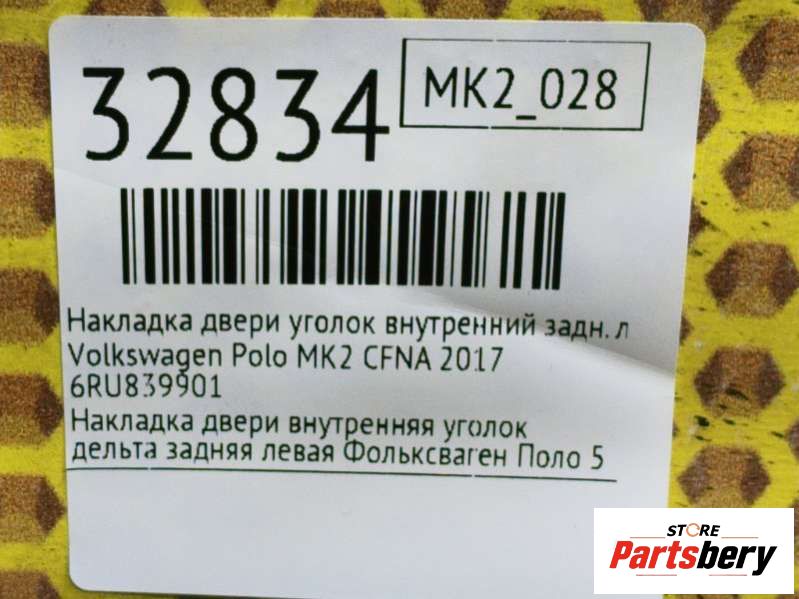 32834
MK2_028
Накладка двери уголок внутренний задн. л
Volkswagen Polo MK2 CFNA 2017
6RU839901
Накладка двери внутренняя уголок
дельта задняя левая Фольксваген Поло 5
STORE
Partsbery